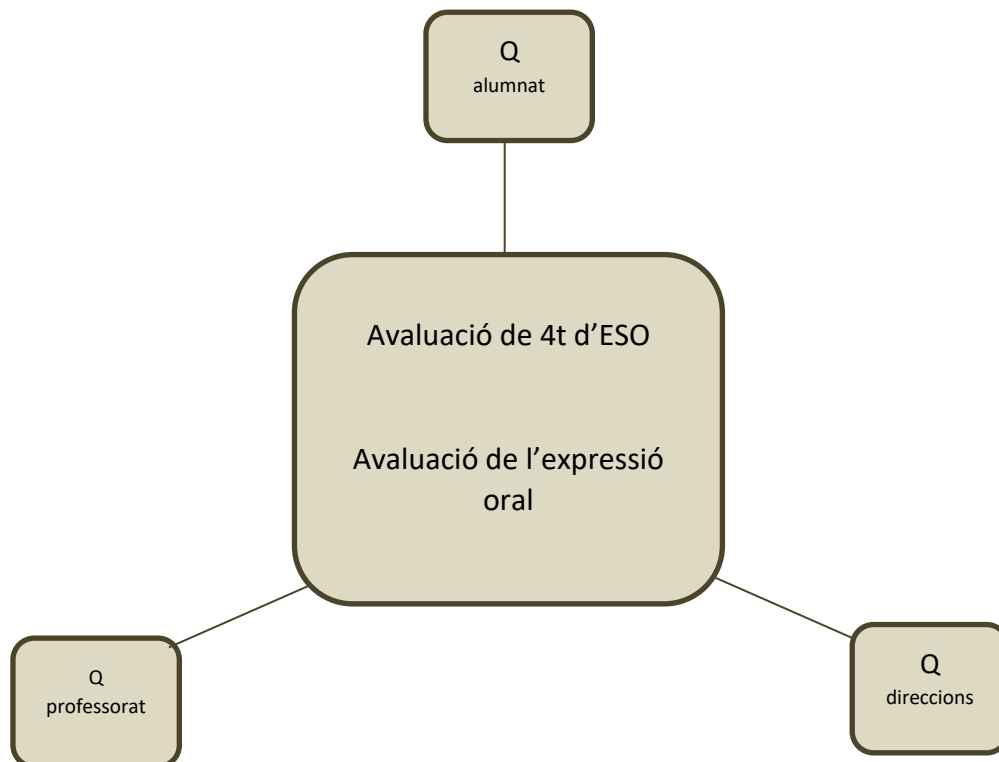 Q
alumnat
Avaluació de 4t d’ESO
Avaluació de l’expressió
oral
Q
professorat
Q
direccions